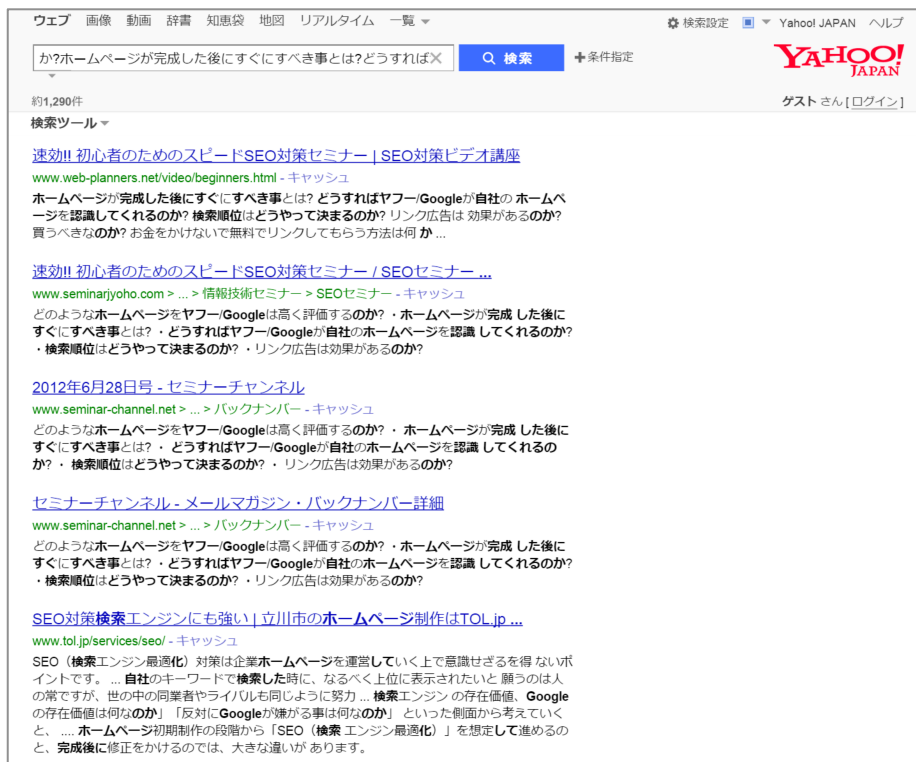 ウェブ 画像 動画 辞書 知恵袋 地図 リアルタイム 一覧 検索設定 Yahoo! JAPAN ヘルプ
か?ホームページが完成した後にすぐにすべき事とは?どうすれば 検索 条件指定 YAHOO! JAPAN
約1,290件 ゲスト さん [ ログイン ]
検索ツール
速効!! 初心者のためのスピードSEO対策セミナー | SEO対策ビデオ講座
www.web-planners.net/video/beginners.html - キャッシュ
ホームページが完成した後にすぐにすべき事とは? どうすればヤフー/Googleが自社の ホームペ
ージを認識してくれるのか? 検索順位はどうやって決まるのか? リンク広告は 効果があるのか?
買うべきなのか? お金をかけないで無料でリンクしてもらう方法は何 か ...
速効!! 初心者のためのスピードSEO対策セミナー / SEOセミナー ...
www.seminarjyoho.com > ... > 情報技術セミナー > SEOセミナー - キャッシュ
どのようなホームページをヤフー/Googleは高く評価するのか? ・ホームページが完成 した後に
すぐにすべき事とは? ・どうすればヤフー/Googleが自社のホームページを認識 してくれるのか?
・検索順位はどうやって決まるのか? ・リンク広告は効果があるのか?
2012年6月28日号 - セミナーチャンネル
www.seminar-channel.net > ... > バックナンバー - キャッシュ
どのようなホームページをヤフー/Googleは高く評価するのか? ・ ホームページが完成 した後に
すぐにすべき事とは? ・ どうすればヤフー/Googleが自社のホームページを認識 してくれるの
か? ・ 検索順位はどうやって決まるのか? ・ リンク広告は効果があるのか?
セミナーチャンネル - メールマガジン・バックナンバー詳細
www.seminar-channel.net > ... > バックナンバー - キャッシュ
どのようなホームページをヤフー/Googleは高く評価するのか? ・ホームページが完成 した後に
すぐにすべき事とは? ・どうすればヤフー/Googleが自社のホームページを認識 してくれるのか?
・検索順位はどうやって決まるのか? ・リンク広告は効果があるのか?
SEO対策検索エンジンにも強い | 立川市のホームページ制作はTOL.jp ...
www.tol.jp/services/seo/ - キャッシュ
SEO（検索エンジン最適化）対策は企業ホームページを運営していく上で意識せざるを得 ないポ
イントです。 ... 自社のキーワードで検索した時に、なるべく上位に表示されたいと 願うのは人
の常ですが、世の中の同業者やライバルも同じように努力 ... 検索エンジン の存在価値、Google
の存在価値は何なのか」「反対にGoogleが嫌がる事は何なのか」 といった側面から考えていく
と、 .... ホームページ初期制作の段階から「SEO（検索 エンジン最適化）」を想定して進めるの
と、完成後に修正をかけるのでは、大きな違いが あります。